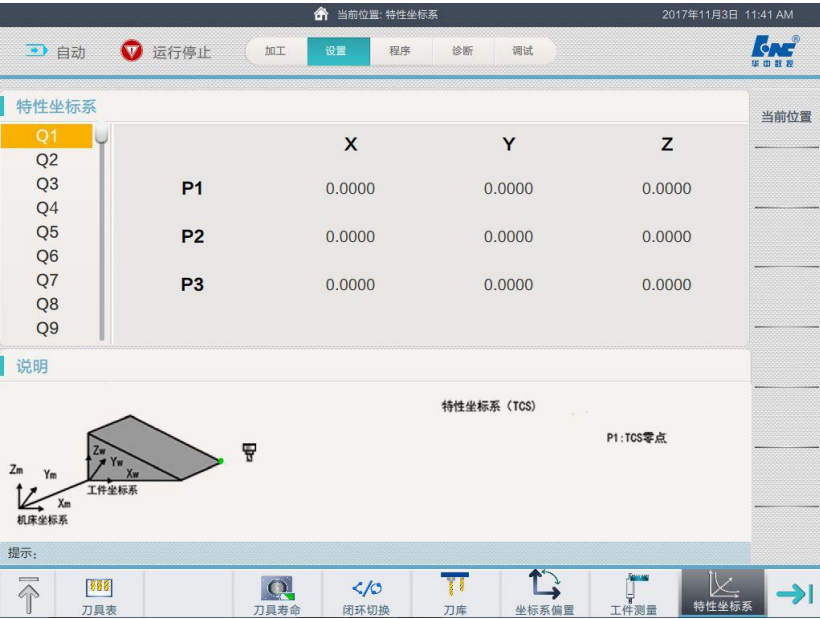 当前位置: 特性坐标系
2017年11月3日 11:41 AM
自动
运行停止
加工
设置
程序
诊断
调试
华中数控
特性坐标系
当前位置
Q1
Q2
Q3
Q4
Q5
Q6
Q7
Q8
Q9
X Y Z
P1 0.0000 0.0000 0.0000
P2 0.0000 0.0000 0.0000
P3 0.0000 0.0000 0.0000
说明
特性坐标系（TCS）
P1:TCS零点
Zw
Yw
Xw
工件坐标系
Zm
Ym
Xm
机床坐标系
提示:
刀具表
刀具寿命
闭环切换
刀库
坐标系偏置
工件测量
特性坐标系